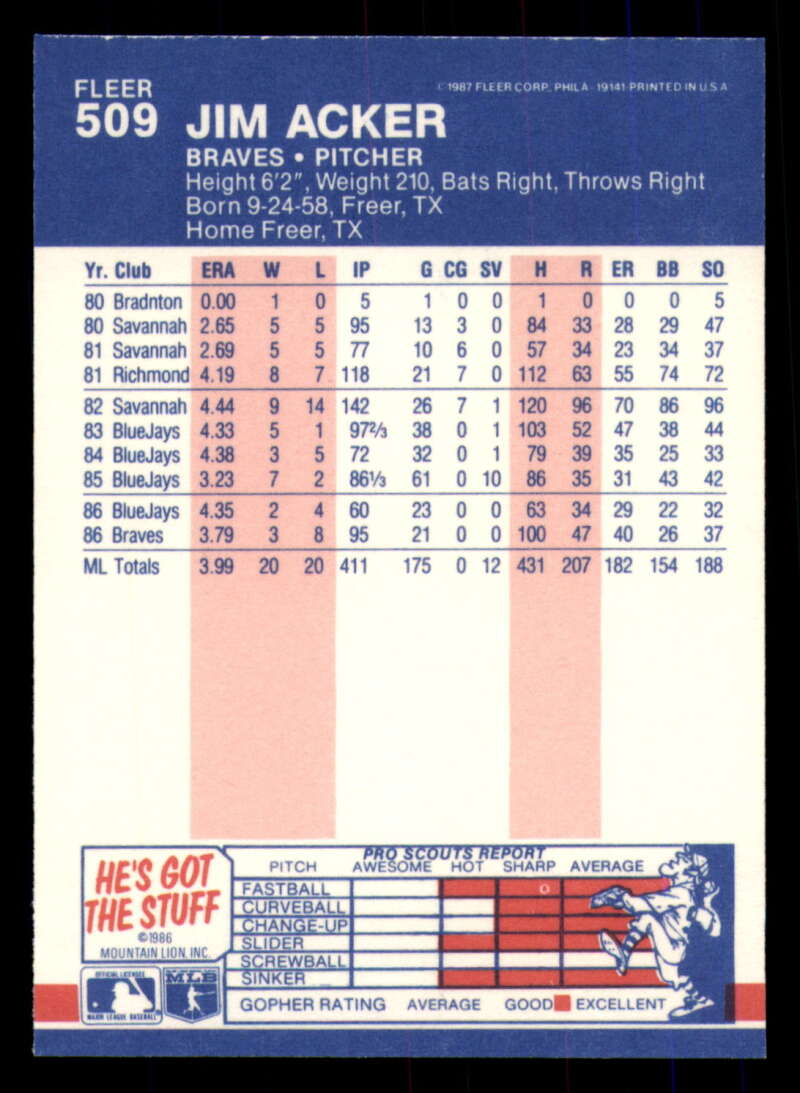 FLEER
509 JIM ACKER
©1987 FLEER CORP., PHILA. 19141 PRINTED IN U.S.A.
BRAVES • PITCHER
Height 6'2", Weight 210, Bats Right, Throws Right
Born 9-24-58, Freer, TX
Home Freer, TX
Yr. Club ERA W L IP G CG SV H R ER BB SO
80 Bradnton 0.00 1 0 5 1 0 0 1 0 0 0 5
80 Savannah 2.65 5 5 95 13 3 0 84 33 28 29 47
81 Savannah 2.69 5 5 77 10 6 0 57 34 23 34 37
81 Richmond 4.19 8 7 118 21 7 0 112 63 55 74 72
82 Savannah 4.44 9 14 142 26 7 1 120 96 70 86 96
83 BlueJays 4.33 5 1 97⅔ 38 0 1 103 52 47 38 44
84 BlueJays 4.38 3 5 72 32 0 1 79 39 35 25 33
85 BlueJays 3.23 7 2 86⅓ 61 0 10 86 35 31 43 42
86 BlueJays 4.35 2 4 60 23 0 0 63 34 29 22 32
86 Braves 3.79 3 8 95 21 0 0 100 47 40 26 37
ML Totals 3.99 20 20 411 175 0 12 431 207 182 154 188
HE'S GOT
THE STUFF
©1986
MOUNTAIN LION, INC.
OFFICIAL LICENSEE
MAJOR LEAGUE BASEBALL
MLB
PRO SCOUTS REPORT
PITCH AWESOME HOT SHARP AVERAGE
FASTBALL
CURVEBALL
CHANGE-UP
SLIDER
SCREWBALL
SINKER
GOPHER RATING AVERAGE GOOD EXCELLENT